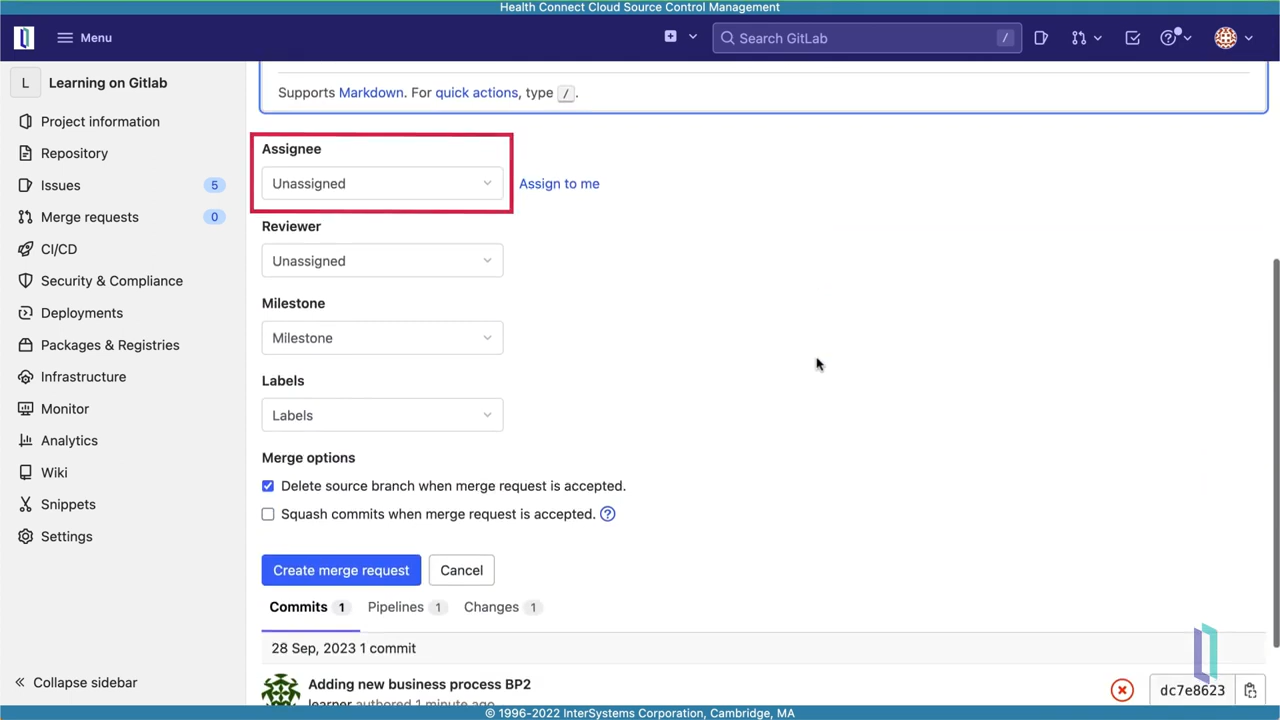 Health Connect Cloud Source Control Management
Menu
Search GitLab
/
L
Learning on Gitlab
Project information
Repository
Issues 5
Merge requests 0
CI/CD
Security & Compliance
Deployments
Packages & Registries
Infrastructure
Monitor
Analytics
Wiki
Snippets
Settings
Collapse sidebar
Supports Markdown. For quick actions, type /.
Assignee
Unassigned
Assign to me
Reviewer
Unassigned
Milestone
Milestone
Labels
Labels
Merge options
Delete source branch when merge request is accepted.
Squash commits when merge request is accepted.
Create merge request Cancel
Commits 1 Pipelines 1 Changes 1
28 Sep, 2023 1 commit
Adding new business process BP2
learner authored 1 minute ago
dc7e8623
© 1996-2022 InterSystems Corporation, Cambridge, MA